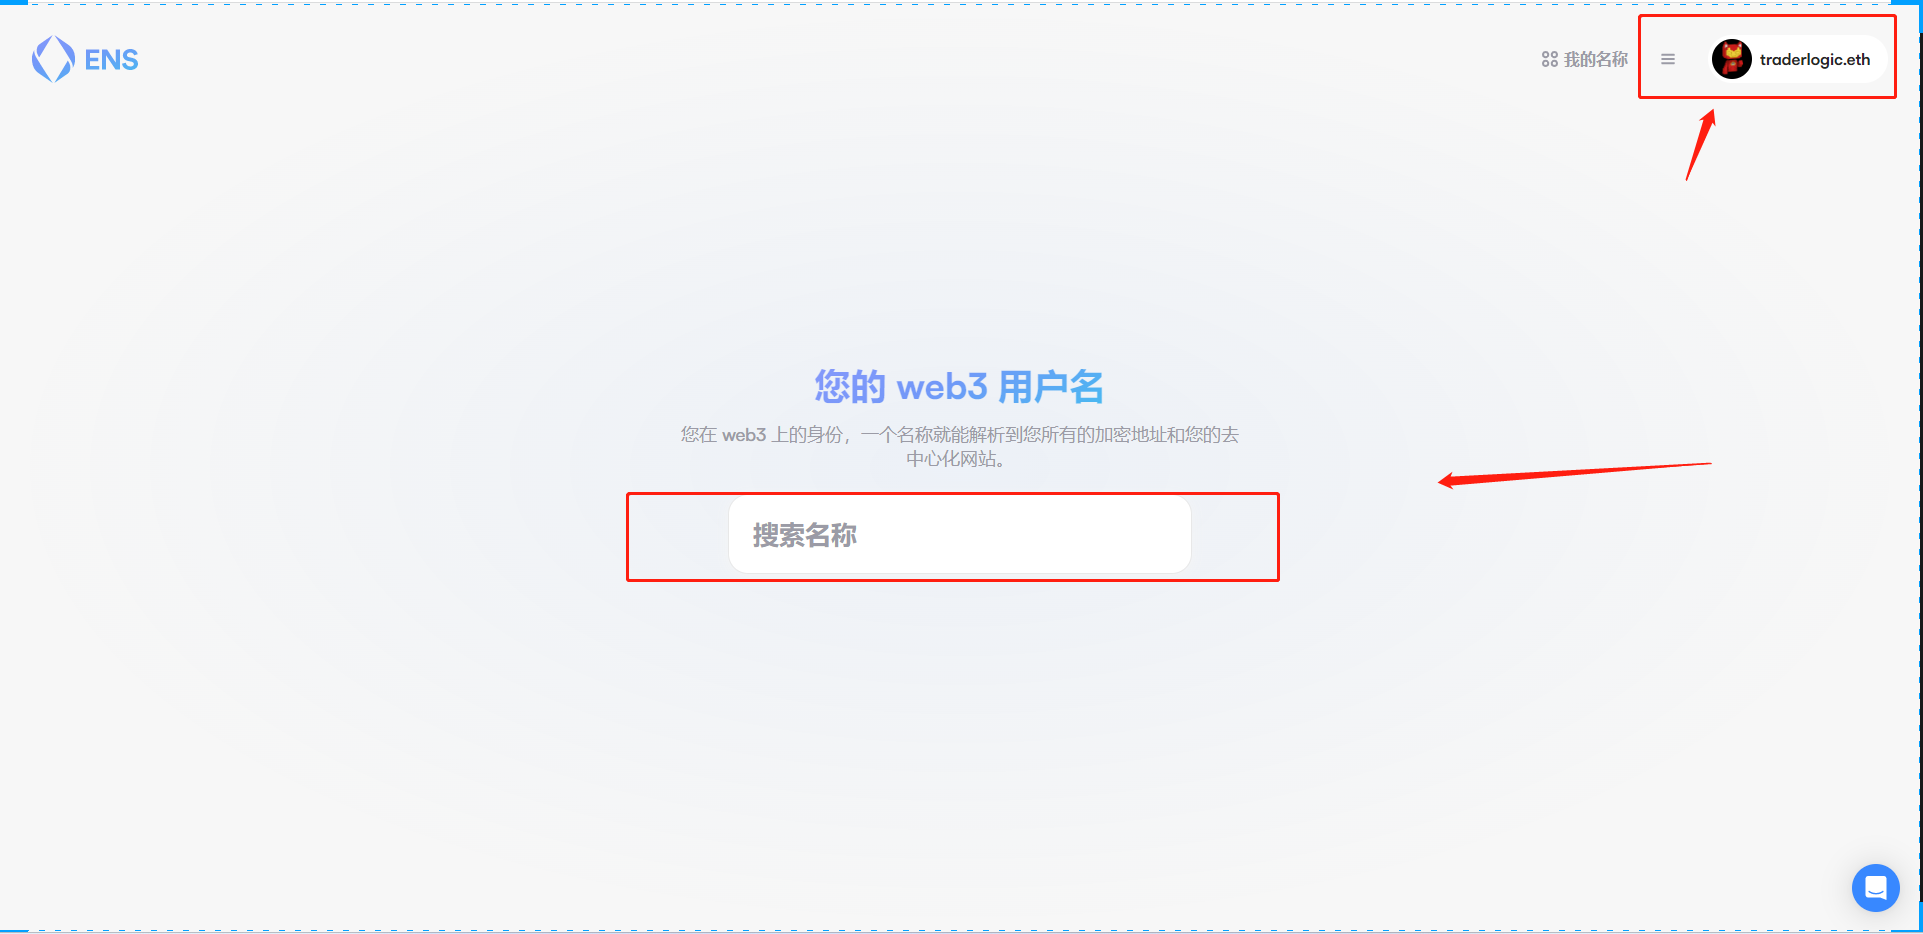 ENS
我的名称
traderlogic.eth
您的 web3 用户名
您在 web3 上的身份，一个名称就能解析到您所有的加密地址和您的去
中心化网站。
搜索名称